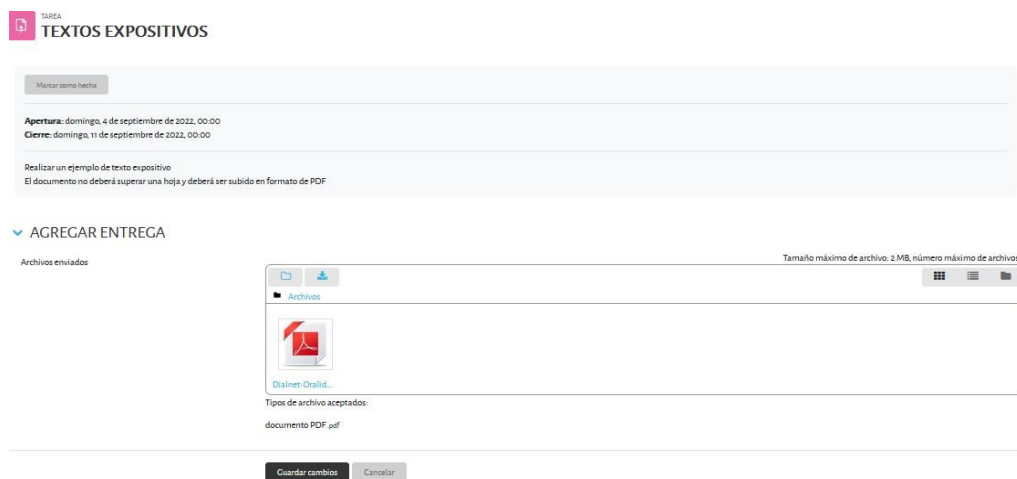 TAREA
TEXTOS EXPOSITIVOS
Marcar como hecha
Apertura: domingo, 4 de septiembre de 2022, 00:00
Cierre: domingo, 11 de septiembre de 2022, 00:00
Realizar un ejemplo de texto expositivo
El documento no deberá superar una hoja y deberá ser subido en formato de PDF
AGREGAR ENTREGA
Archivos enviados
Tamaño máximo de archivo: 2 MB, número máximo de archivos
Archivos
Dialnet-Oralid...
Tipos de archivo aceptados:
documento PDF .pdf
Guardar cambios Cancelar